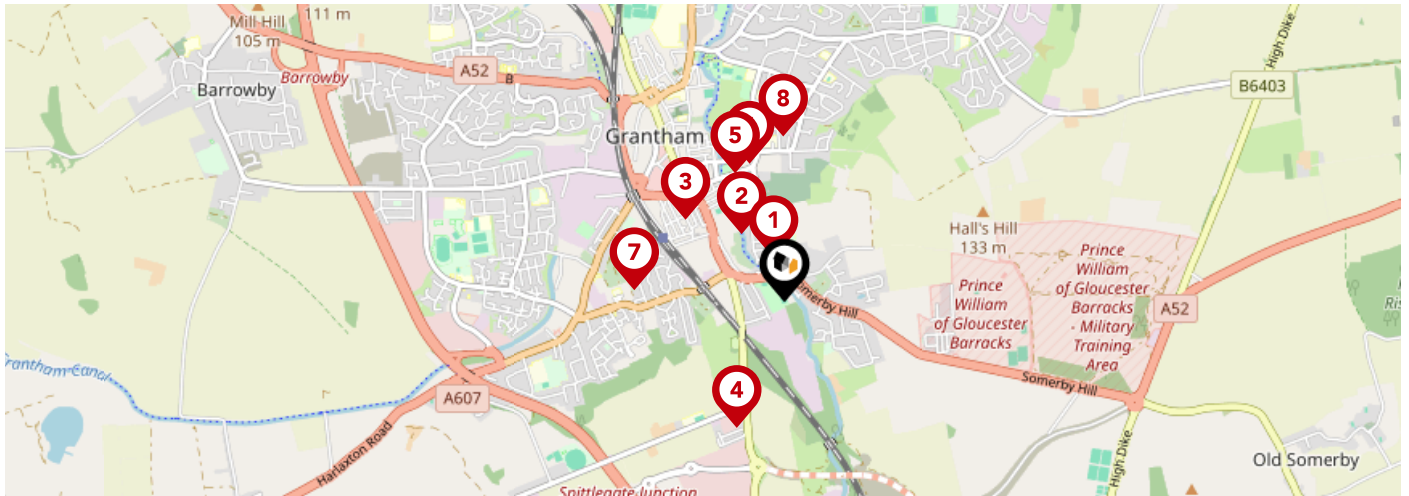 Mill Hill
105 m
111 m
Barrowby
A52
B
Barrowby
High Dike
B6403
Grantham
8
5
3
2
1
7
4
Hall's Hill
133 m
Prince
William
of Gloucester
Barracks
Prince
William
of Gloucester
Barracks
- Military
Training
Area
A52
Somerby Hill
Somerby Hill
Grantham Canal
A607
Harlaxton Road
High Dike
Old Somerby
Spittlegate Junction